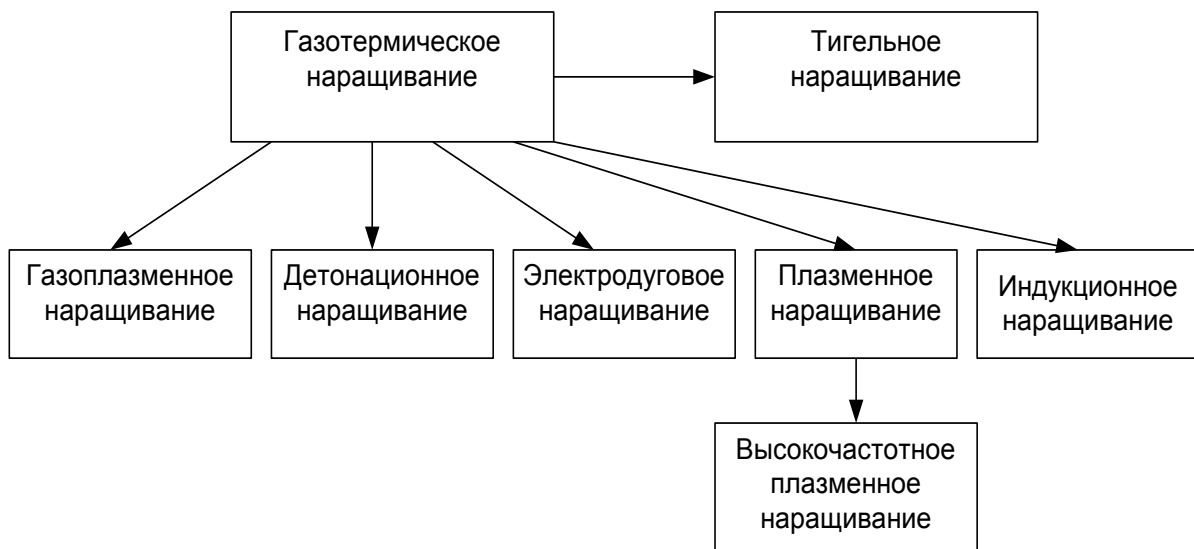 Газотермическое
наращивание
Тигельное
наращивание
Газоплазменное
наращивание
Детонационное
наращивание
Электродуговое
наращивание
Плазменное
наращивание
Индукционное
наращивание
Высокочастотное
плазменное
наращивание